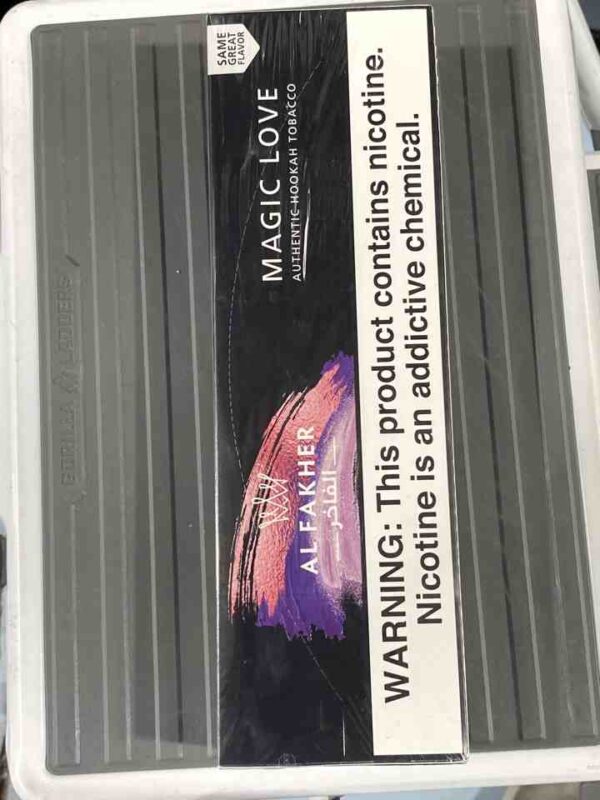 SAME
GREAT
FLAVOR
MAGIC LOVE
AUTHENTIC HOOKAH TOBACCO
AL FAKHER
الفاخر
WARNING: This product contains nicotine.
Nicotine is an addictive chemical.
GORILLA LADDERS